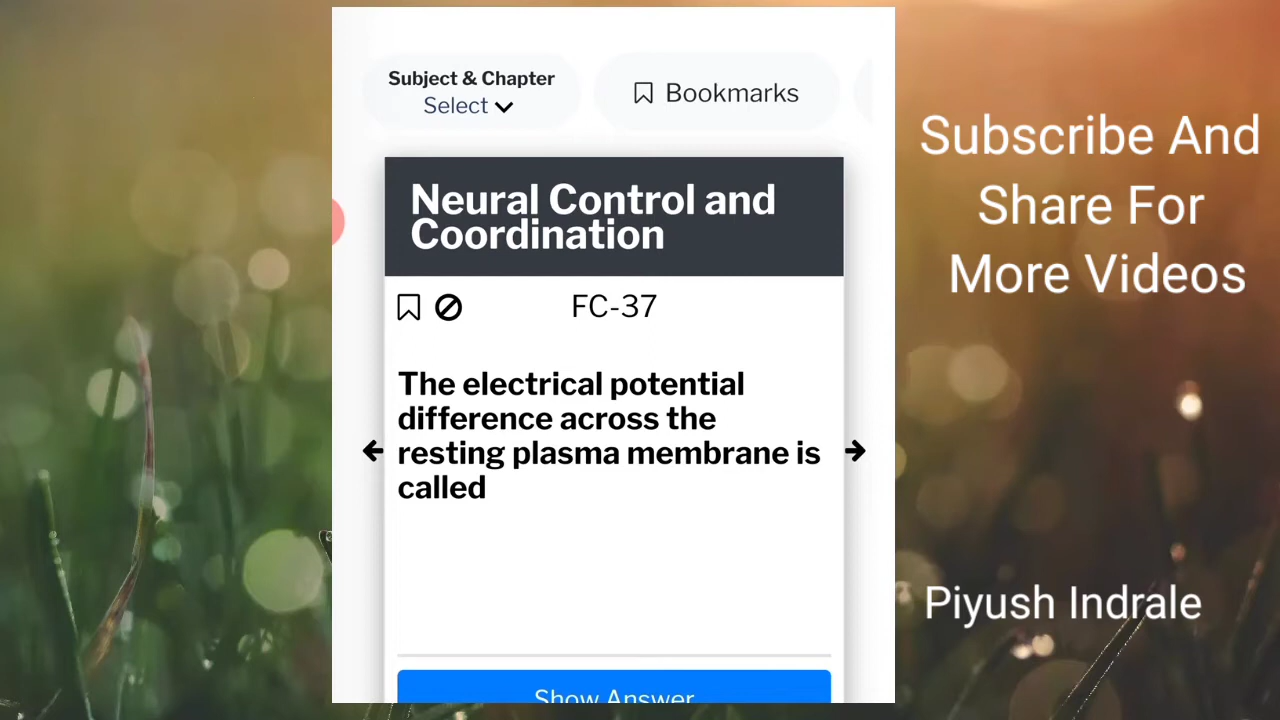 Subject & Chapter
Select
Bookmarks
Neural Control and
Coordination
FC-37
The electrical potential
difference across the
resting plasma membrane is
called
Show Answer
Subscribe And
Share For
More Videos
Piyush Indrale